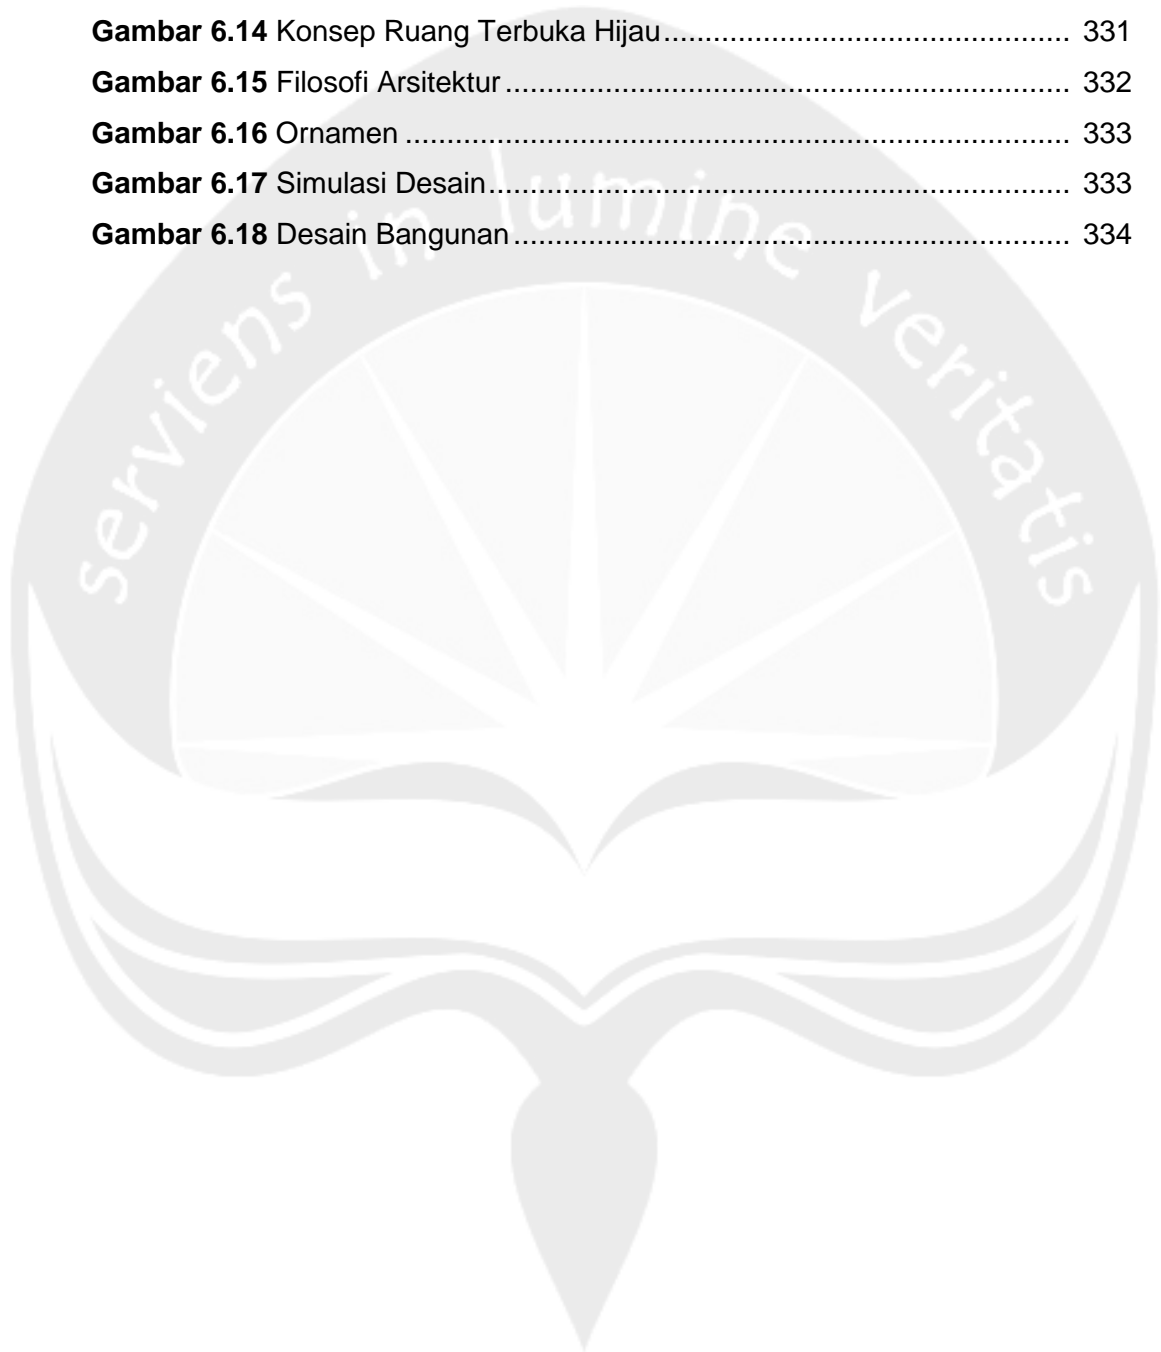 Gambar 6.14 Konsep Ruang Terbuka Hijau.................................................. 331
Gambar 6.15 Filosofi Arsitektur...................................................................... 332
Gambar 6.16 Ornamen .................................................................................. 333
Gambar 6.17 Simulasi Desain........................................................................ 333
Gambar 6.18 Desain Bangunan..................................................................... 334
serviens in lumine veritatis